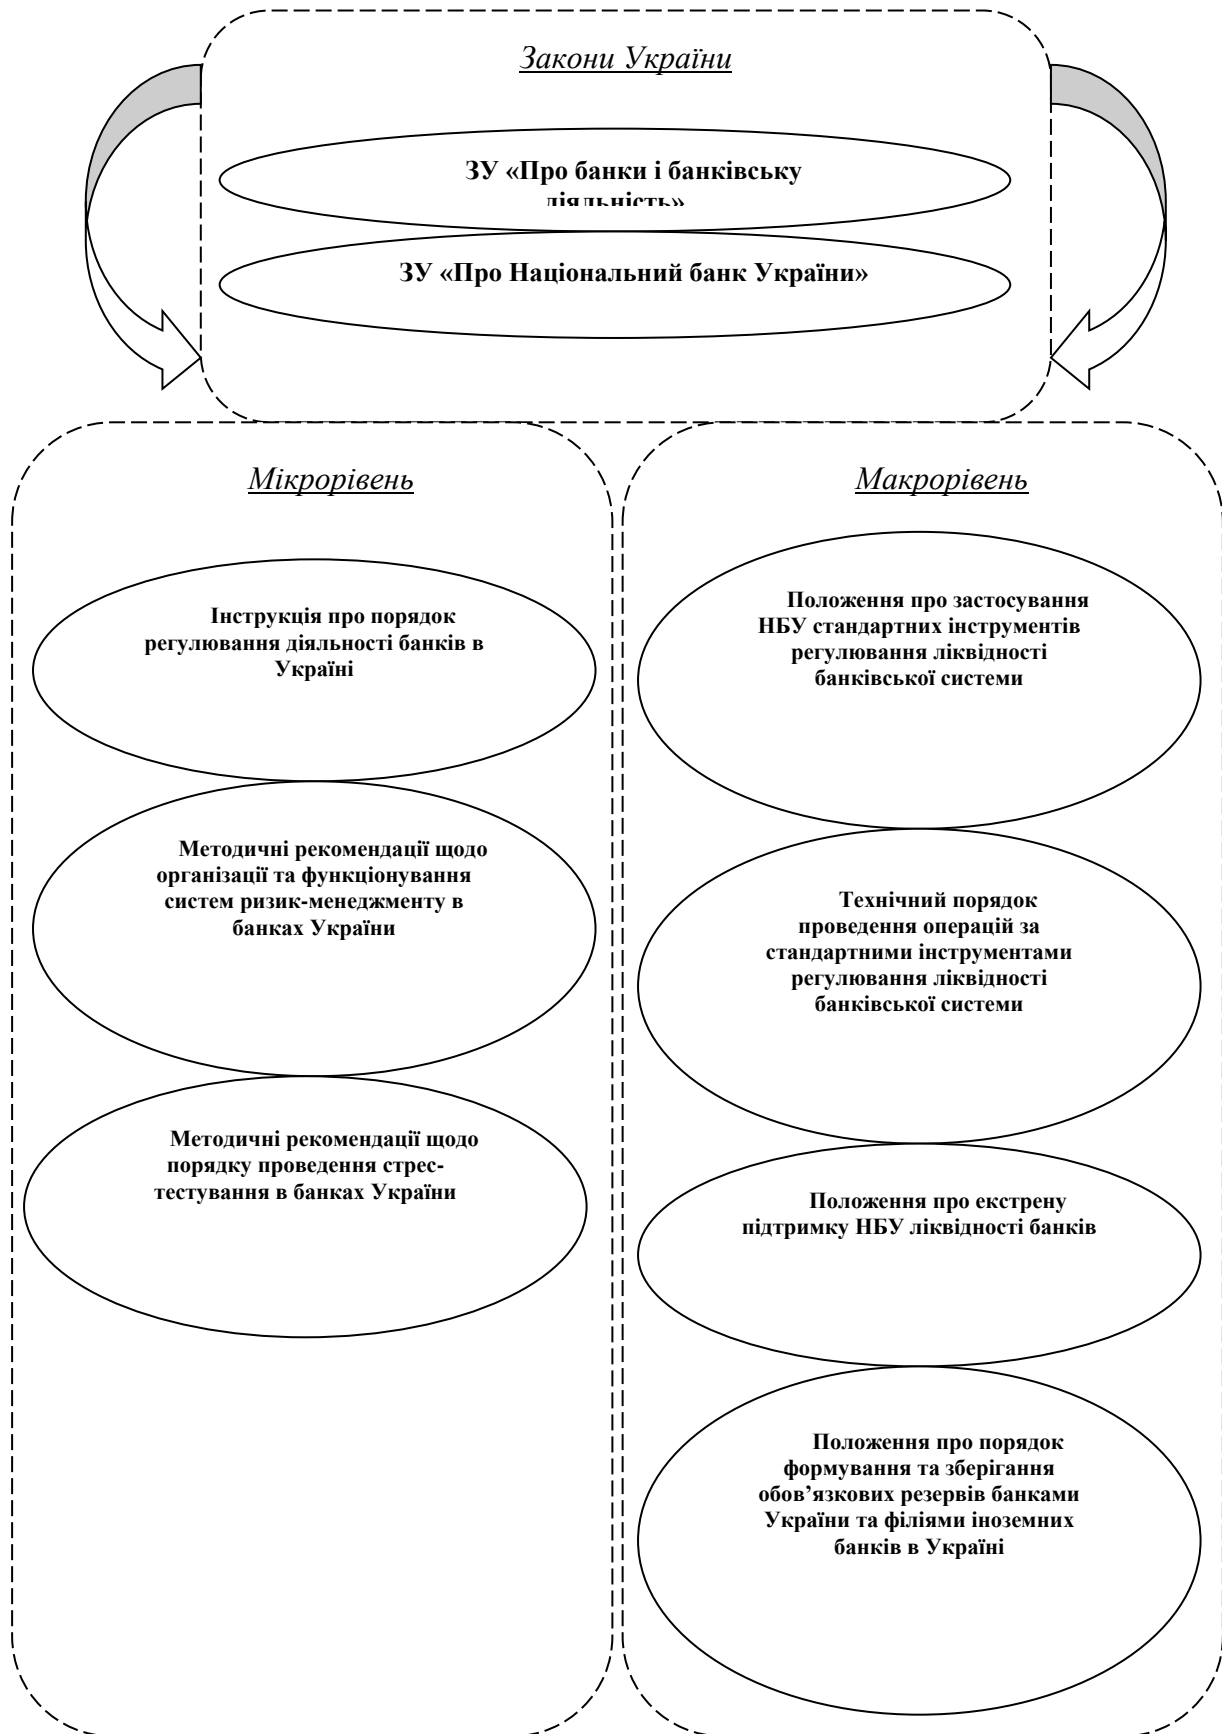 Закони України
ЗУ «Про банки і банківську
діяльність»
ЗУ «Про Національний банк України»
Мікрорівень
Інструкція про порядок
регулювання діяльності банків в
Україні
Методичні рекомендації щодо
організації та функціонування
систем ризик-менеджменту в
банках України
Методичні рекомендації щодо
порядку проведення стрес-
тестування в банках України
Макрорівень
Положення про застосування
НБУ стандартних інструментів
регулювання ліквідності
банківської системи
Технічний порядок
проведення операцій за
стандартними інструментами
регулювання ліквідності
банківської системи
Положення про екстрену
підтримку НБУ ліквідності банків
Положення про порядок
формування та зберігання
обов’язкових резервів банками
України та філіями іноземних
банків в Україні